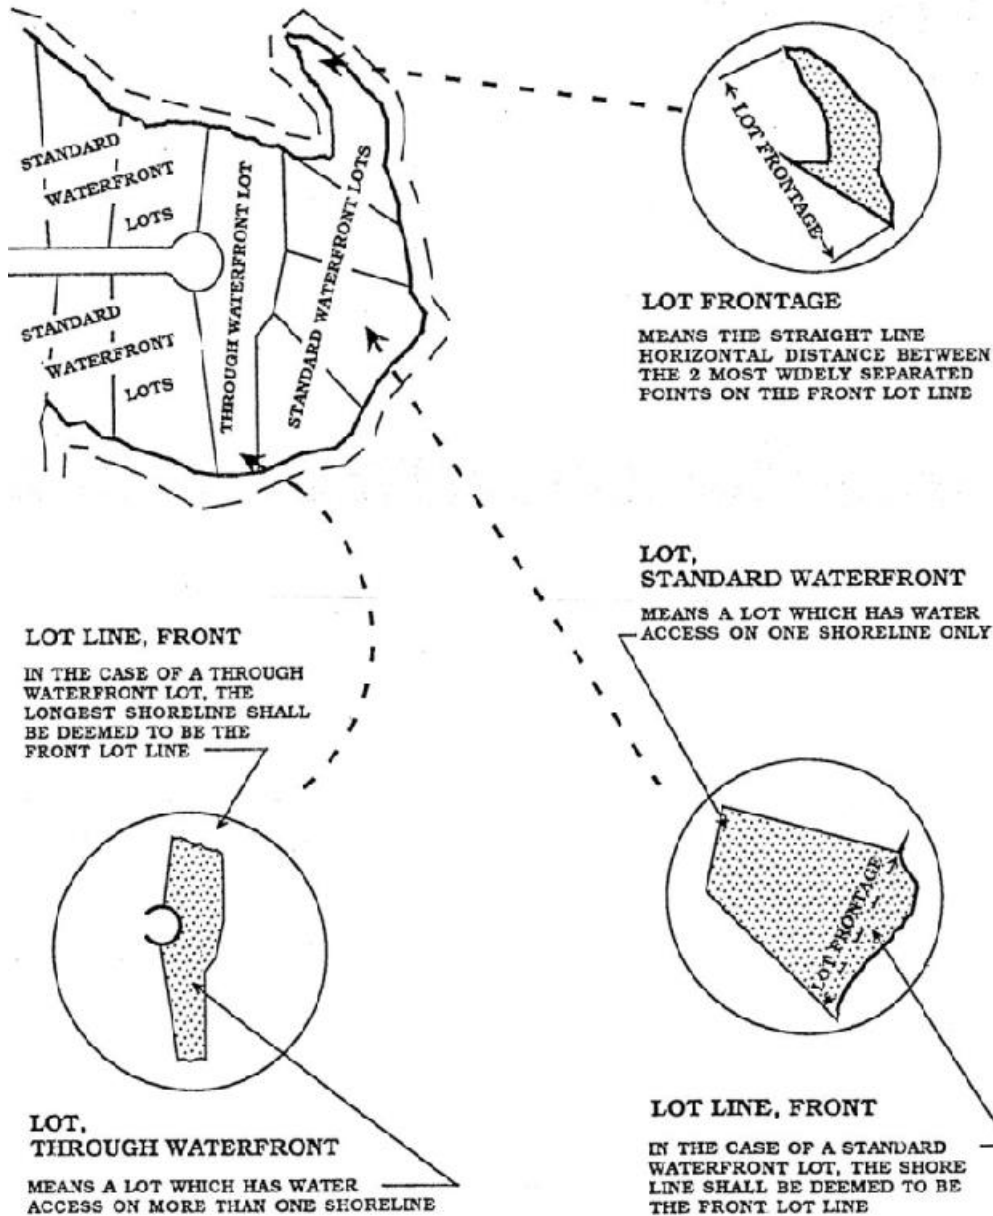 STANDARD
WATERFRONT
LOTS
STANDARD
WATERFRONT
LOTS
THROUGH WATERFRONT LOT
STANDARD WATERFRONT LOTS
LOT FRONTAGE
LOT FRONTAGE
MEANS THE STRAIGHT LINE
HORIZONTAL DISTANCE BETWEEN
THE 2 MOST WIDELY SEPARATED
POINTS ON THE FRONT LOT LINE
LOT,
STANDARD WATERFRONT
MEANS A LOT WHICH HAS WATER
ACCESS ON ONE SHORELINE ONLY
LOT LINE, FRONT
IN THE CASE OF A THROUGH
WATERFRONT LOT, THE
LONGEST SHORELINE SHALL
BE DEEMED TO BE THE
FRONT LOT LINE
LOT FRONTAGE
LOT,
THROUGH WATERFRONT
MEANS A LOT WHICH HAS WATER
ACCESS ON MORE THAN ONE SHORELINE
LOT LINE, FRONT
IN THE CASE OF A STANDARD
WATERFRONT LOT, THE SHORE
LINE SHALL BE DEEMED TO BE
THE FRONT LOT LINE